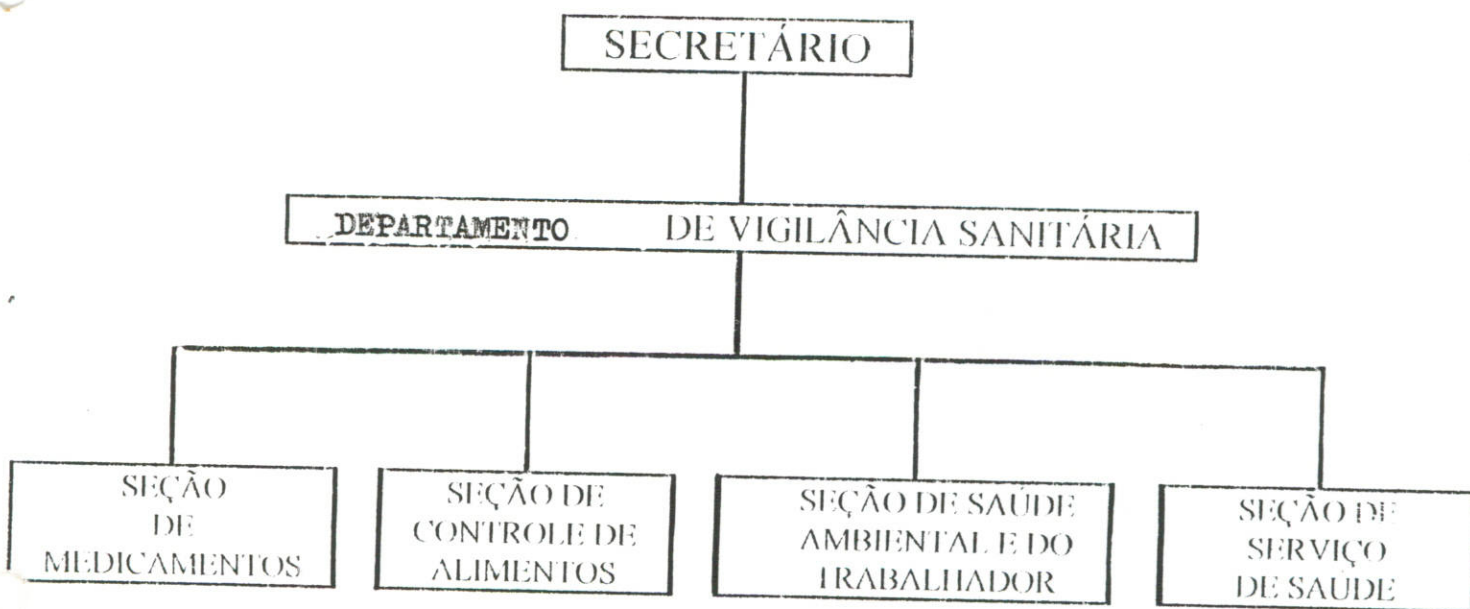 SECRETÁRIO
DEPARTAMENTO DE VIGILÂNCIA SANITÁRIA
SEÇÃO
DE
MEDICAMENTOS
SEÇÃO DE
CONTROLE DE
ALIMENTOS
SEÇÃO DE SAÚDE
AMBIENTAL E DO
TRABALHADOR
SEÇÃO DE
SERVIÇO
DE SAÚDE